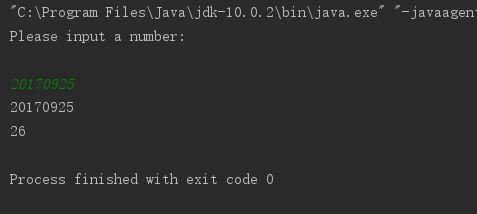 "C:\Program Files\Java\jdk-10.0.2\bin\java.exe" "-javaagent
Please input a number:
20170925
20170925
26
Process finished with exit code 0